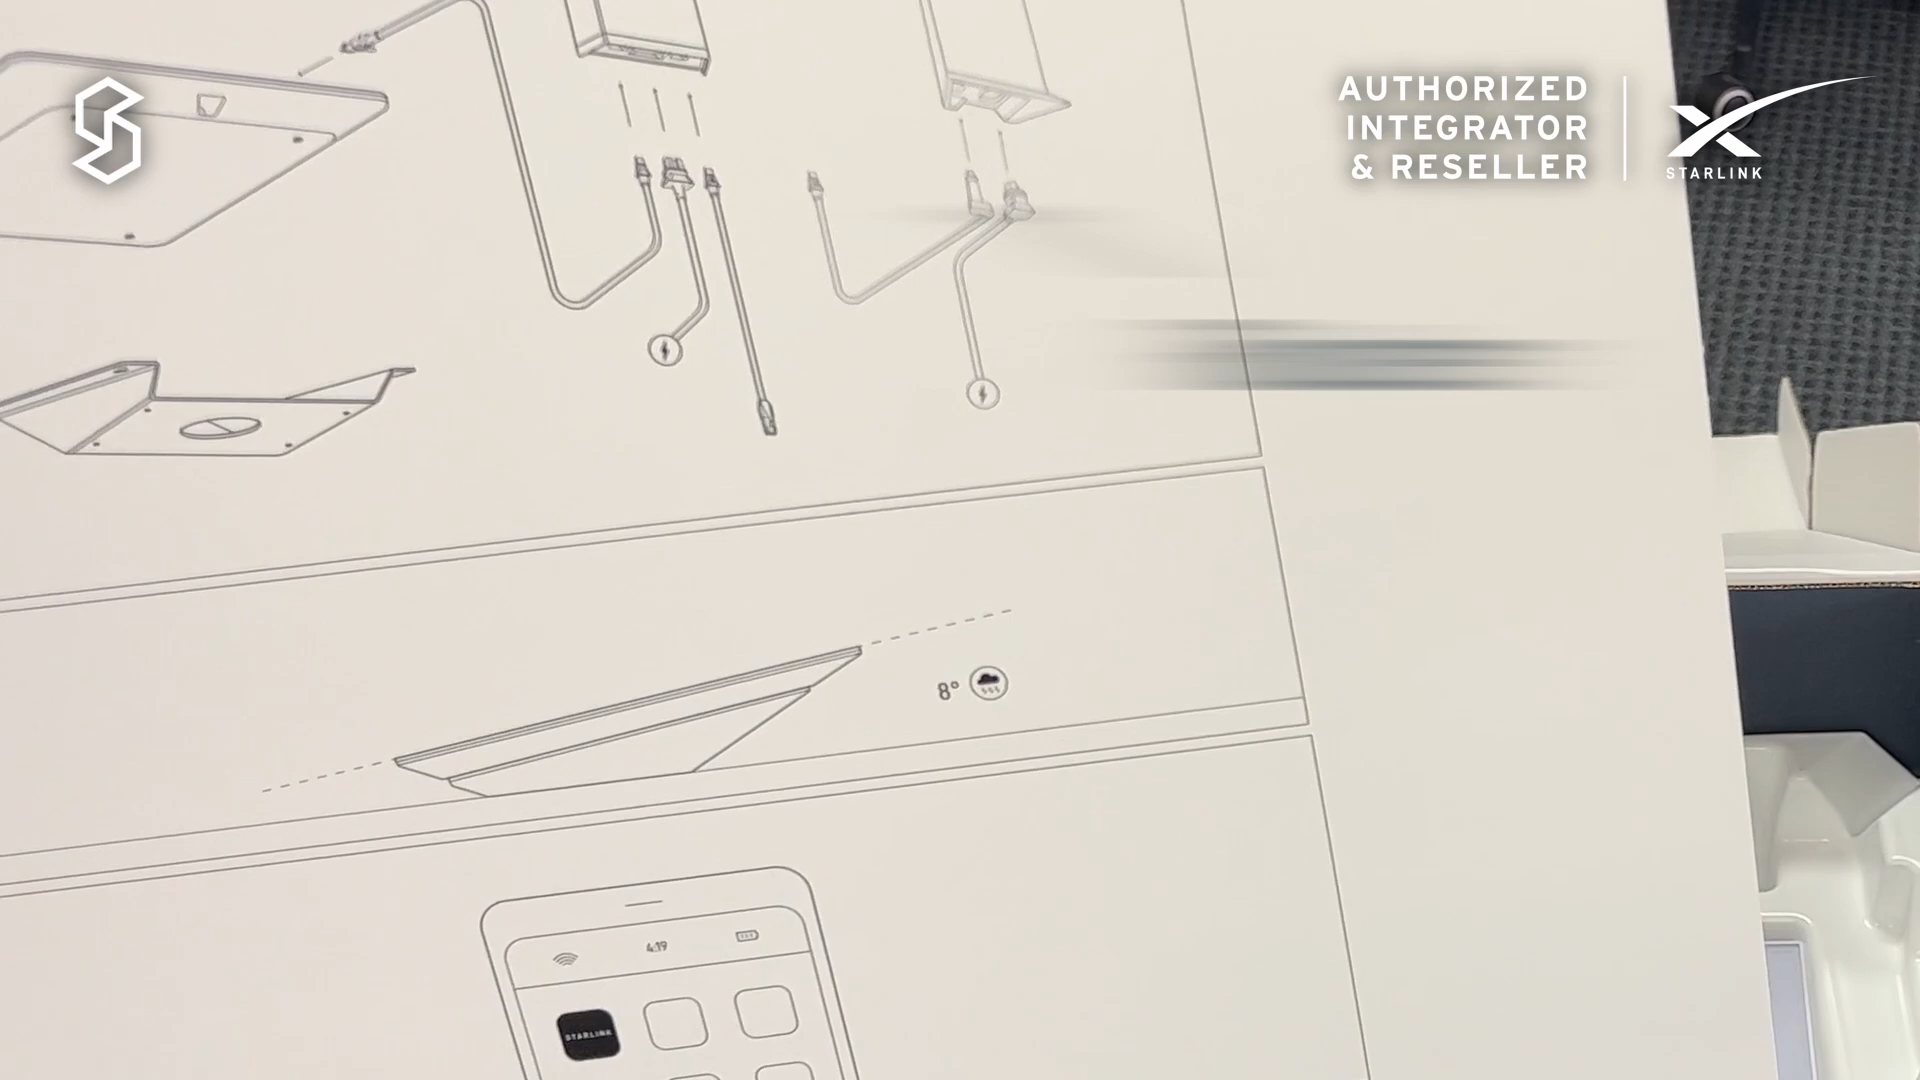 AUTHORIZED
INTEGRATOR
& RESELLER
STARLINK
8°
4:19
STARLINK